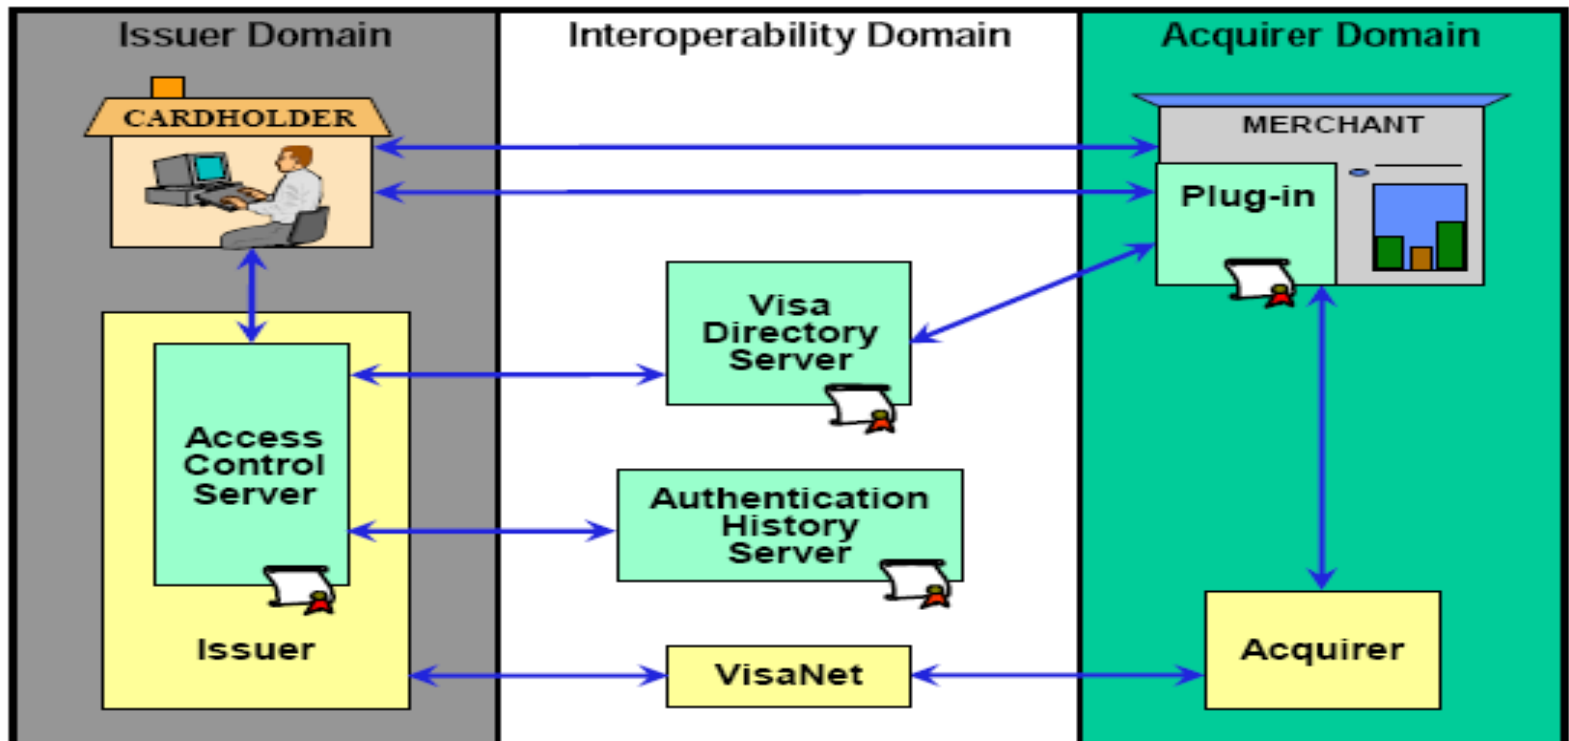 Issuer Domain
Interoperability Domain
Acquirer Domain
CARDHOLDER
MERCHANT
Plug-in
Visa
Directory
Server
Access
Control
Server
Authentication
History
Server
Issuer
VisaNet
Acquirer